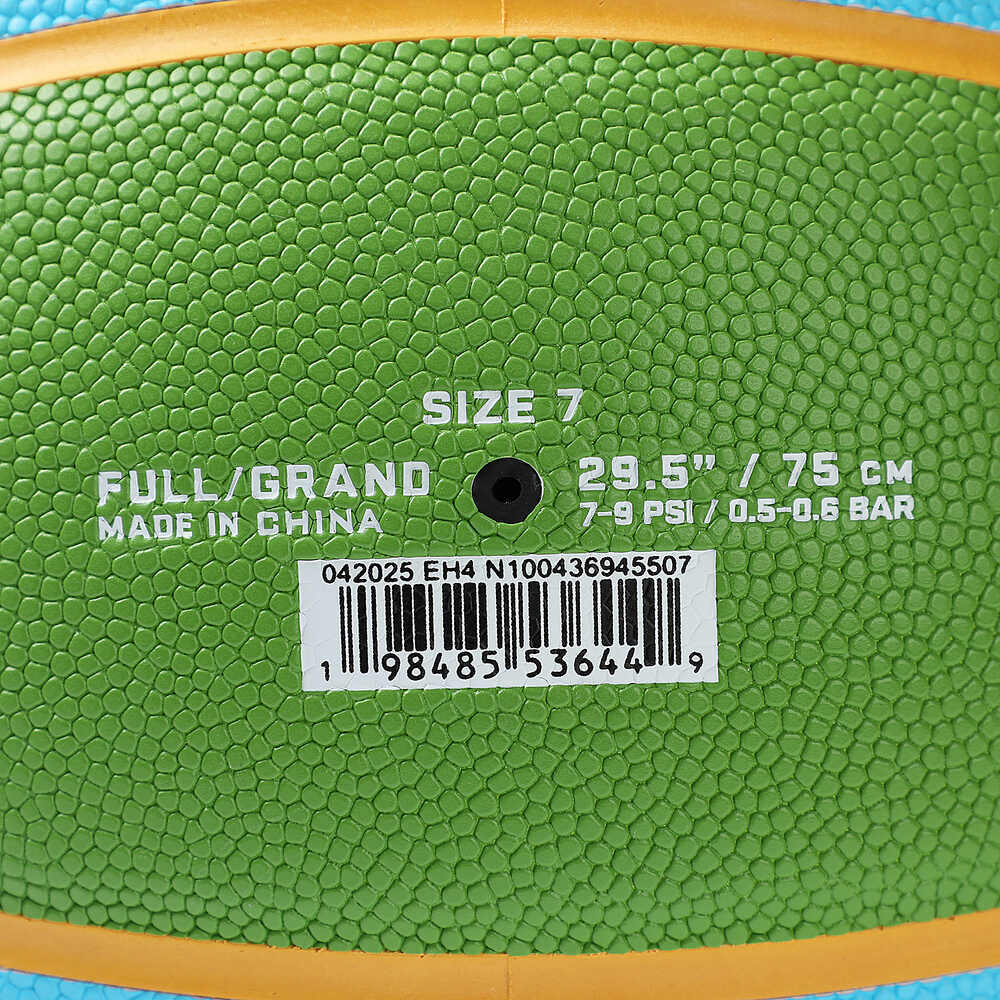 SIZE 7
FULL/GRAND
MADE IN CHINA
29.5" / 75 CM
7-9 PSI / 0.5-0.6 BAR
042025 EH4 N100436945507
1 98485 53644 9